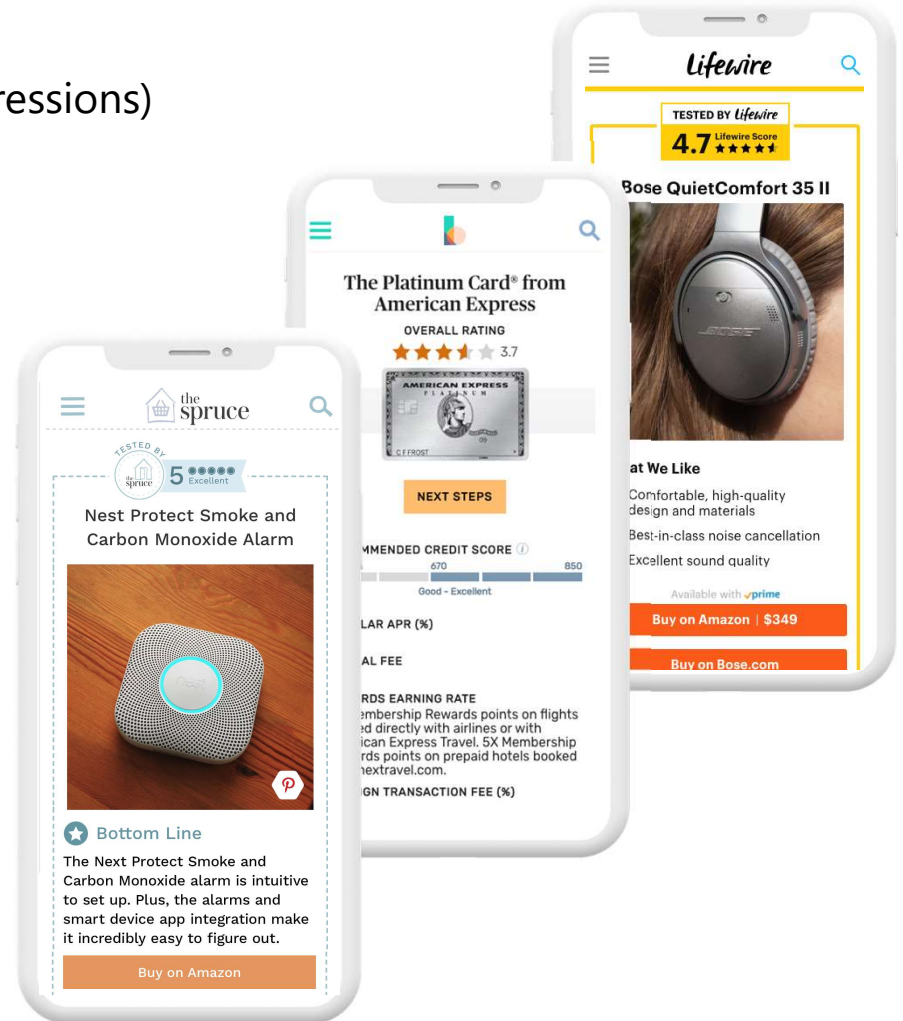 ressions)
the
spruce
TESTED BY
the
spruce
5
Excellent
Nest Protect Smoke and
Carbon Monoxide Alarm
nest
Bottom Line
The Next Protect Smoke and
Carbon Monoxide alarm is intuitive
to set up. Plus, the alarms and
smart device app integration make
it incredibly easy to figure out.
Buy on Amazon
The Platinum Card® from
American Express
OVERALL RATING
3.7
AMERICAN EXPRESS
PLATINUM
C F FROST
NEXT STEPS
MMENDED CREDIT SCORE
670 850
Good - Excellent
LAR APR (%)
AL FEE
RDS EARNING RATE
embership Rewards points on flights
ed directly with airlines or with
ican Express Travel. 5X Membership
rds points on prepaid hotels booked
nextravel.com.
GN TRANSACTION FEE (%)
Lifewire
TESTED BY Lifewire
4.7 Lifewire Score
Bose QuietComfort 35 II
BOSE
at We Like
Comfortable, high-quality
design and materials
Best-in-class noise cancellation
Excellent sound quality
Available with prime
Buy on Amazon | $349
Buy on Bose.com